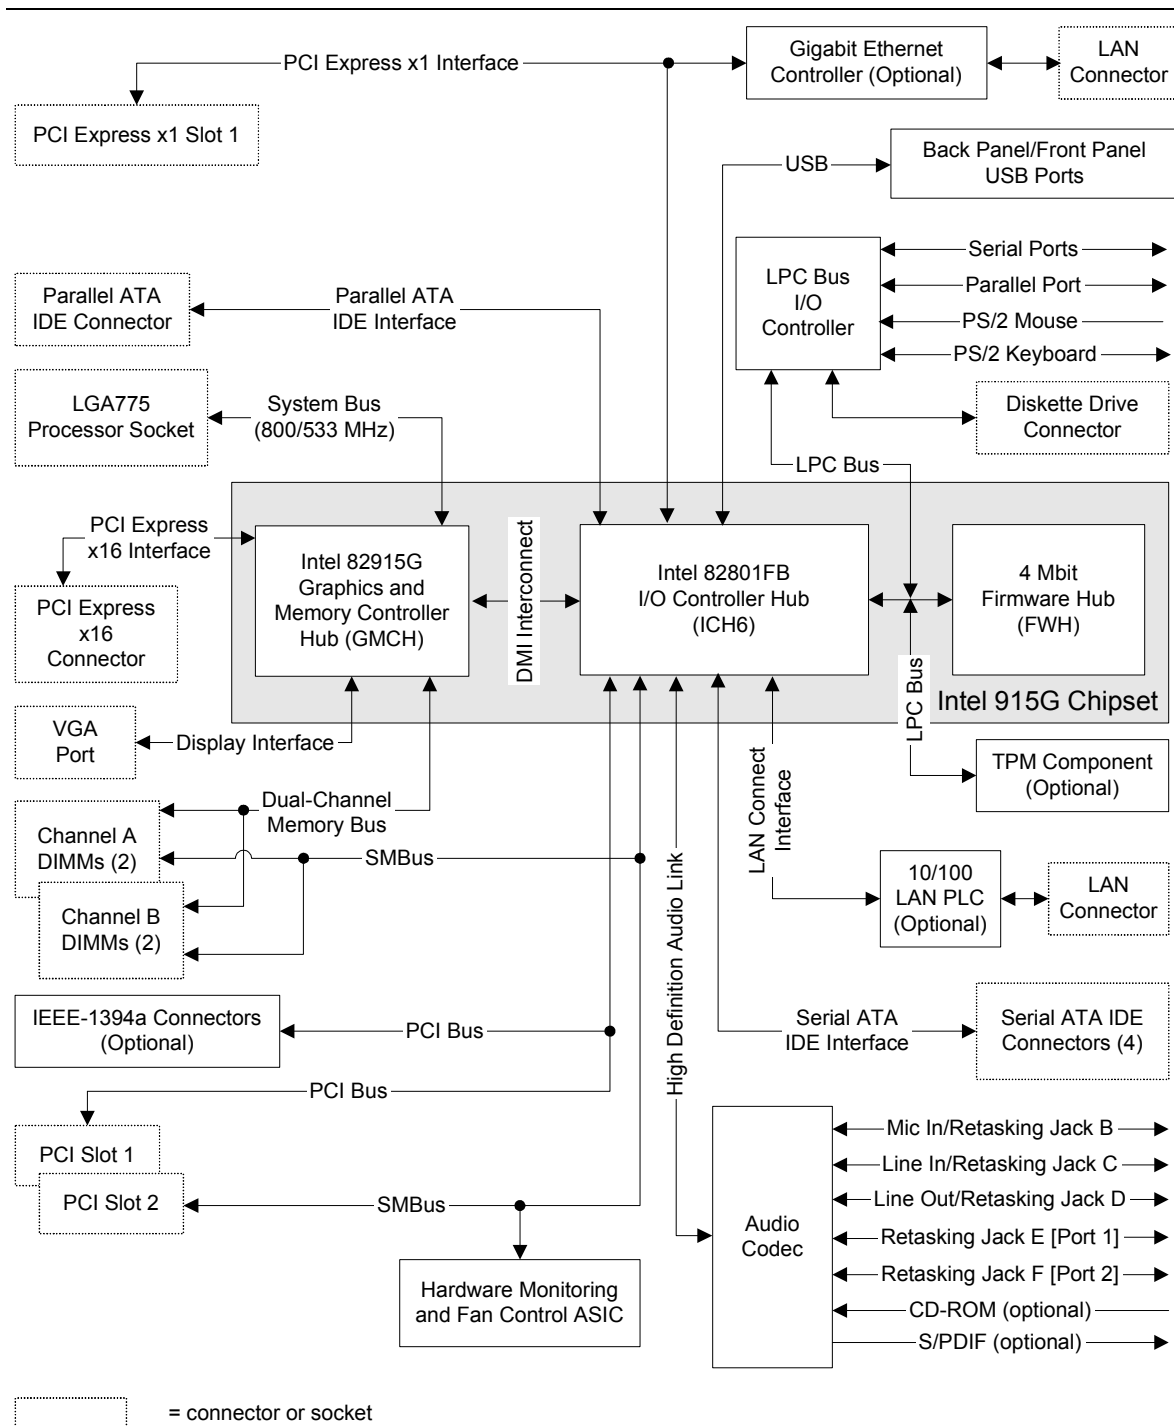 PCI Express x1 Interface
Gigabit Ethernet
Controller (Optional)
LAN
Connector
PCI Express x1 Slot 1
USB
Back Panel/Front Panel
USB Ports
Parallel ATA
IDE Connector
Parallel ATA
IDE Interface
LPC Bus
I/O
Controller
Serial Ports
Parallel Port
PS/2 Mouse
PS/2 Keyboard
LGA775
Processor Socket
System Bus
(800/533 MHz)
Diskette Drive
Connector
LPC Bus
PCI Express
x16 Interface
PCI Express
x16
Connector
Intel 82915G
Graphics and
Memory Controller
Hub (GMCH)
DMI Interconnect
Intel 82801FB
I/O Controller Hub
(ICH6)
4 Mbit
Firmware Hub
(FWH)
LPC Bus
Intel 915G Chipset
VGA
Port
Display Interface
TPM Component
(Optional)
Dual-Channel
Memory Bus
Channel A
DIMMs (2)
SMBus
Channel B
DIMMs (2)
LAN Connect
Interface
10/100
LAN PLC
(Optional)
LAN
Connector
High Definition Audio Link
IEEE-1394a Connectors
(Optional)
PCI Bus
Serial ATA
IDE Interface
Serial ATA IDE
Connectors (4)
PCI Bus
PCI Slot 1
PCI Slot 2
SMBus
Hardware Monitoring
and Fan Control ASIC
Audio
Codec
Mic In/Retasking Jack B
Line In/Retasking Jack C
Line Out/Retasking Jack D
Retasking Jack E [Port 1]
Retasking Jack F [Port 2]
CD-ROM (optional)
S/PDIF (optional)
= connector or socket